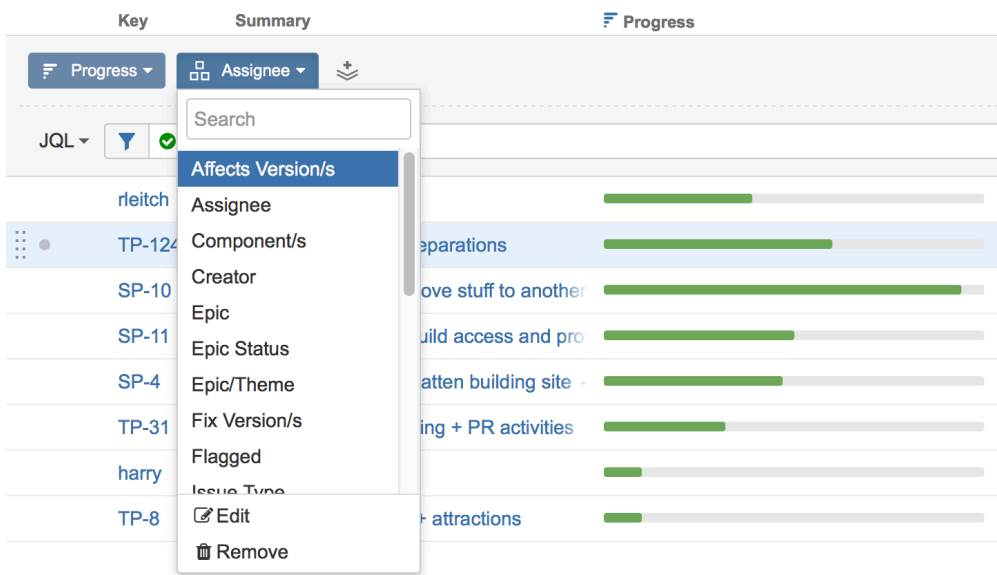 Key Summary Progress
Progress Assignee
Search
JQL
Affects Version/s
rleitch
Assignee
TP-124 eparations
Component/s
Creator
SP-10 ove stuff to another
Epic
SP-11 uild access and pro
Epic Status
SP-4 atten building site -
Epic/Theme
Fix Version/s
TP-31 ing + PR activities
Flagged
harry
Issue Type
TP-8 + attractions
Edit
Remove